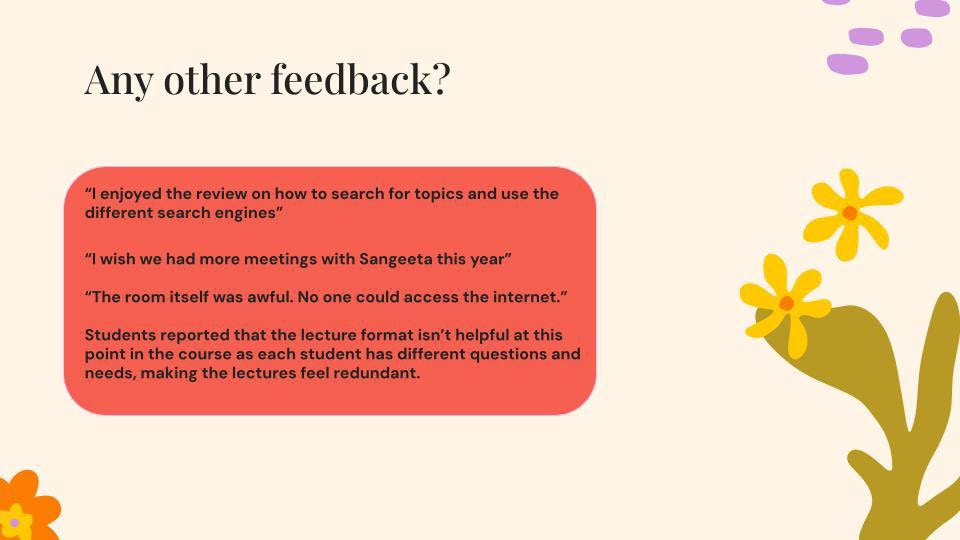 Any other feedback?
“I enjoyed the review on how to search for topics and use the
different search engines”
“I wish we had more meetings with Sangeeta this year”
“The room itself was awful. No one could access the internet.”
Students reported that the lecture format isn’t helpful at this
point in the course as each student has different questions and
needs, making the lectures feel redundant.